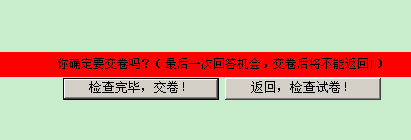 你确定要交卷吗？(最后一次回答机会,交卷后将不能返回!)
检查完毕，交卷!
返回，检查试卷!